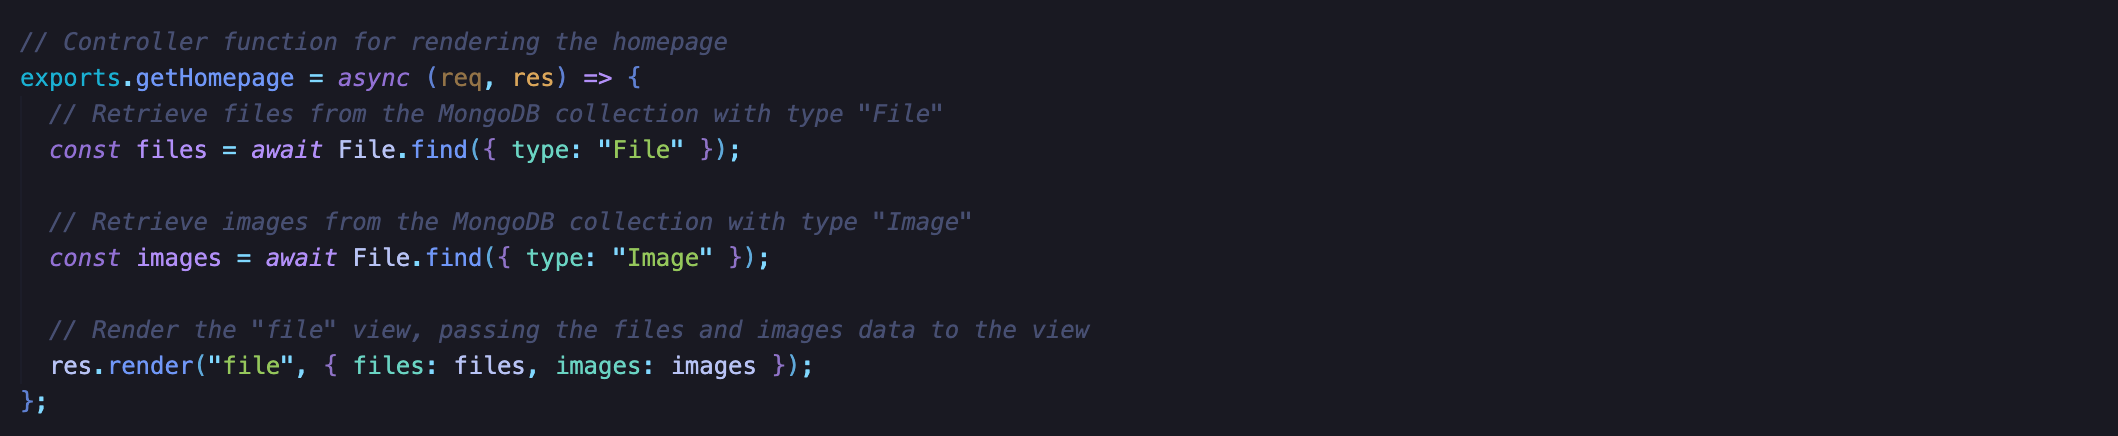 // Controller function for rendering the homepage
exports.getHomepage = async (req, res) => {
  // Retrieve files from the MongoDB collection with type "File"
  const files = await File.find({ type: "File" });

  // Retrieve images from the MongoDB collection with type "Image"
  const images = await File.find({ type: "Image" });

  // Render the "file" view, passing the files and images data to the view
  res.render("file", { files: files, images: images });
};